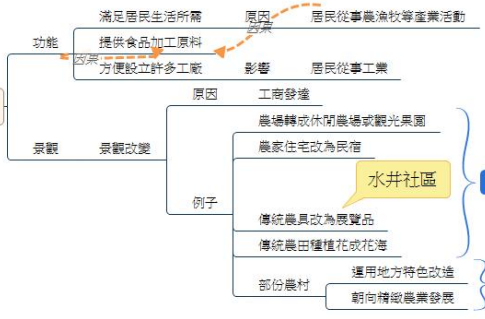 滿足居民生活所需 原因 居民從事農漁牧等產業活動
因果
功能 提供食品加工原料
因果
方便設立許多工廠 影響 居民從事工業
原因 工商發達
農場轉成休閒農場或觀光果園
景觀 景觀改變 農家住宅改為民宿
水井社區
例子
傳統農具改為展覽品
傳統農田種植花成花海
運用地方特色改造
部份農村
朝向精緻農業發展